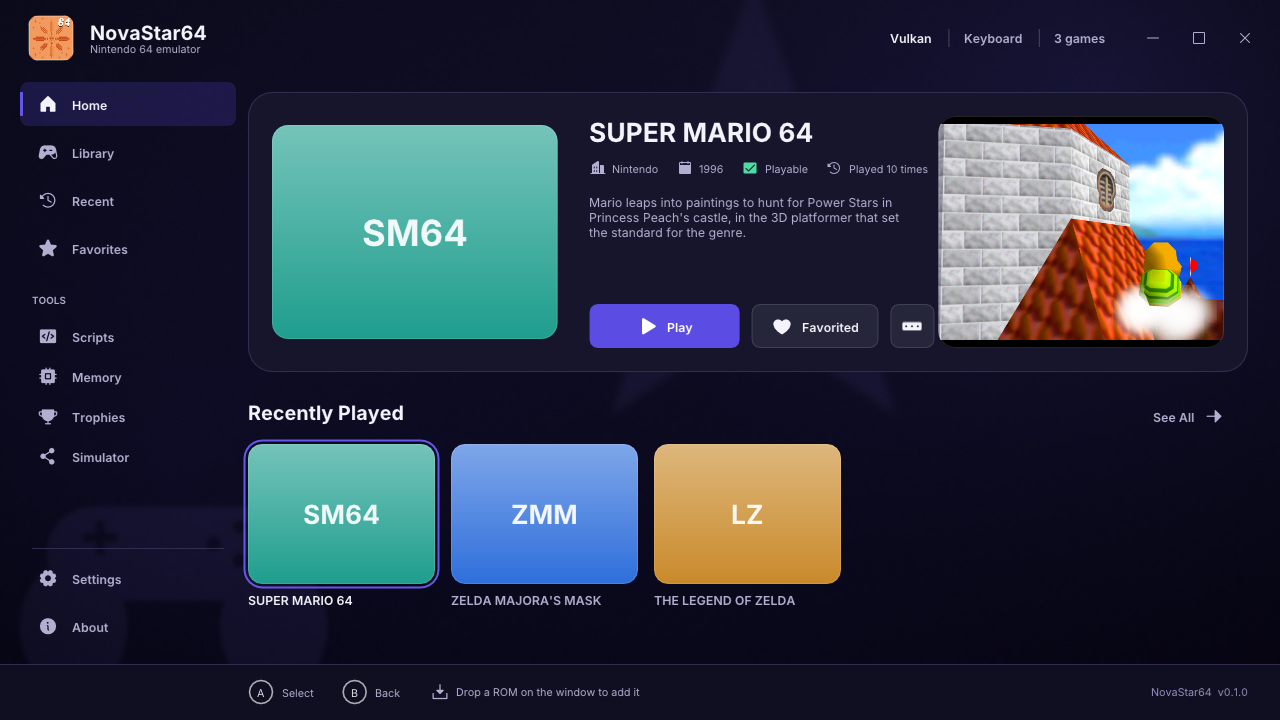 64
NovaStar64
Nintendo 64 emulator
Vulkan
Keyboard
3 games
Home
Library
Recent
Favorites
TOOLS
Scripts
Memory
Trophies
Simulator
Settings
About
SM64
SUPER MARIO 64
Nintendo
1996
Playable
Played 10 times
Mario leaps into paintings to hunt for Power Stars in
Princess Peach's castle, in the 3D platformer that set
the standard for the genre.
Play
Favorited
Recently Played
See All
SM64
ZMM
LZ
SUPER MARIO 64
ZELDA MAJORA'S MASK
THE LEGEND OF ZELDA
A Select
B Back
Drop a ROM on the window to add it
NovaStar64 v0.1.0